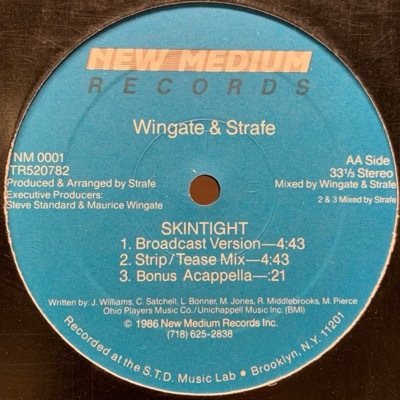 NEW MEDIUM
RECORDS
Wingate & Strafe
NM 0001
TR520782
Produced & Arranged by Strafe
Executive Producers:
Steve Standard & Maurice Wingate
AA Side
33⅓ Stereo
Mixed by Wingate & Strafe
2 & 3 Mixed by Strafe
SKINTIGHT
1. Broadcast Version—4:43
2. Strip/Tease Mix—4:43
3. Bonus Acappella—:21
Written by: J. Williams, C. Satchell, L. Bonner, M. Jones, R. Middlebrooks, M. Pierce
Ohio Players Music Co./Unichappell Music Inc. (BMI)
© 1986 New Medium Records Inc.
(718) 625-2838
Recorded at the S.T.D. Music Lab • Brooklyn, N.Y. 11201